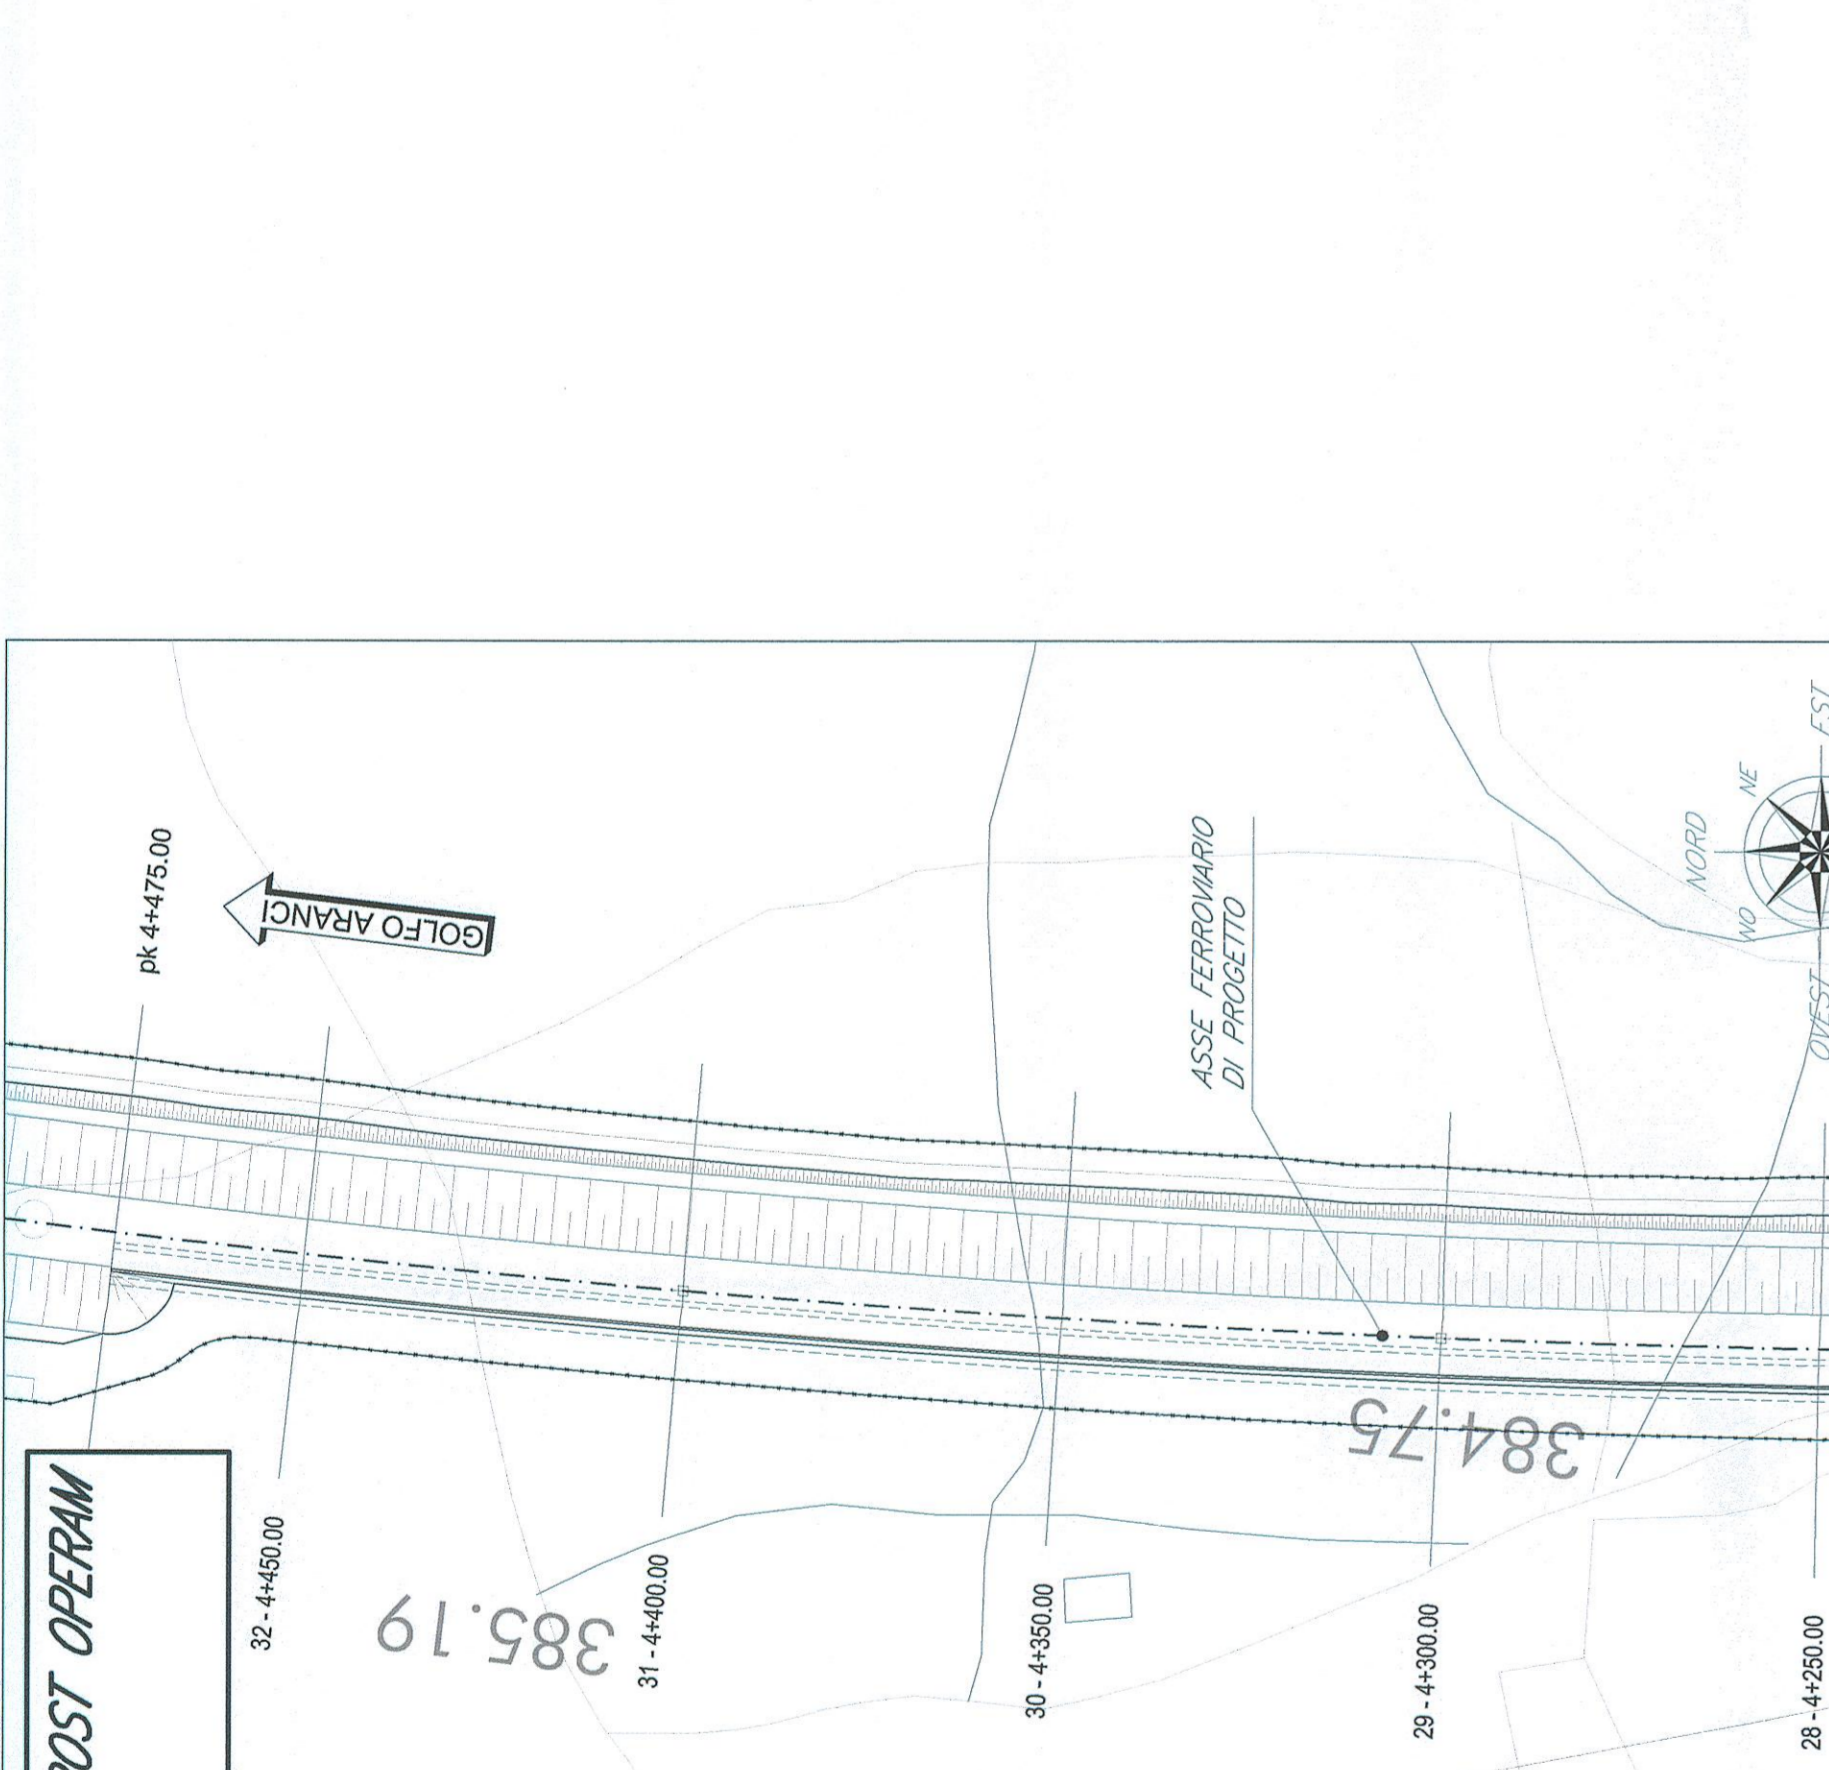 pk 4+475.00
GOLFO ARANCI
ASSE FERROVIARIO
DI PROGETTO
NORD
NE
NO
EST
OVEST
384.75
385.19
POST OPERAM
32 - 4+450.00
31 - 4+400.00
30 - 4+350.00
29 - 4+300.00
28 - 4+250.00